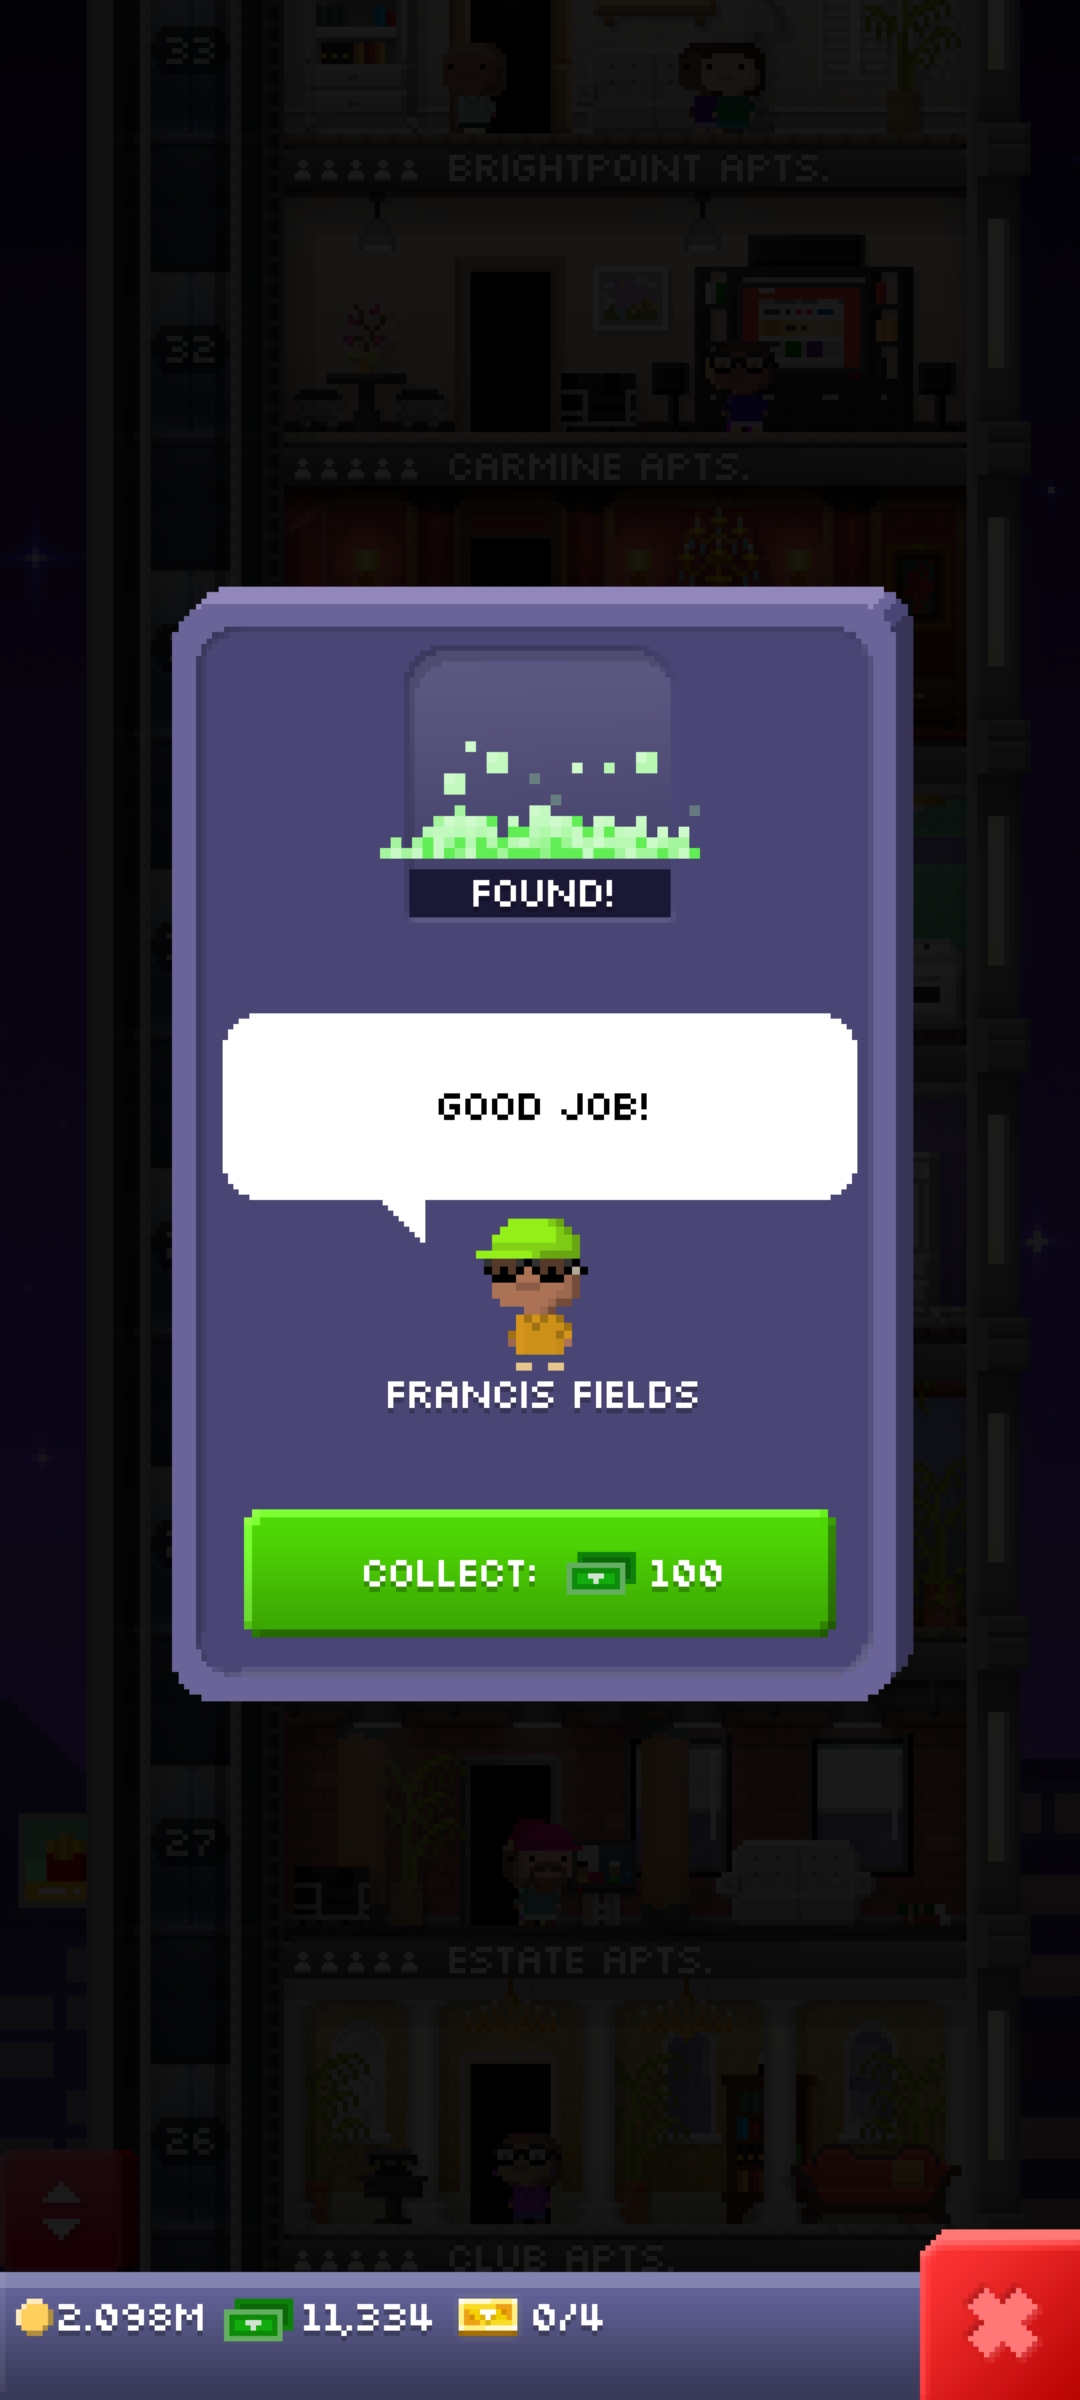 33
BRIGHTPOINT APTS.
32
CARMINE APTS.
FOUND!
GOOD JOB!
FRANCIS FIELDS
COLLECT: 100
27
ESTATE APTS.
26
CLUB APTS.
2.098M 11,334 0/4